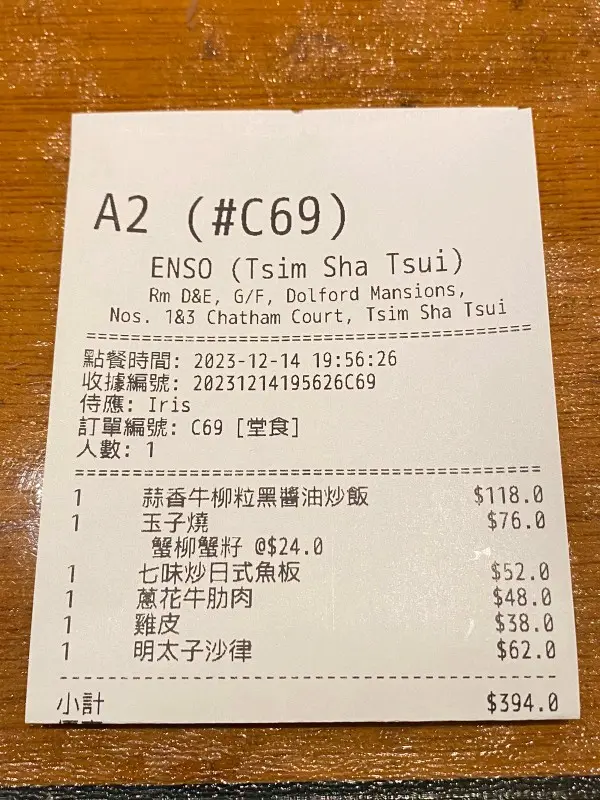 A2 (#C69)
ENSO (Tsim Sha Tsui)
Rm D&E, G/F, Dolford Mansions,
Nos. 1&3 Chatham Court, Tsim Sha Tsui
================================================
點餐時間: 2023-12-14 19:56:26
收據編號: 20231214195626C69
侍應: Iris
訂單編號: C69 [堂食]
人數: 1
================================================
1 蒜香牛柳粒黑醬油炒飯 $118.0
1 玉子燒 $76.0
蟹柳蟹籽 @$24.0
1 七味炒日式魚板 $52.0
1 蔥花牛肋肉 $48.0
1 雞皮 $38.0
1 明太子沙律 $62.0
------------------------------------------------
小計 $394.0